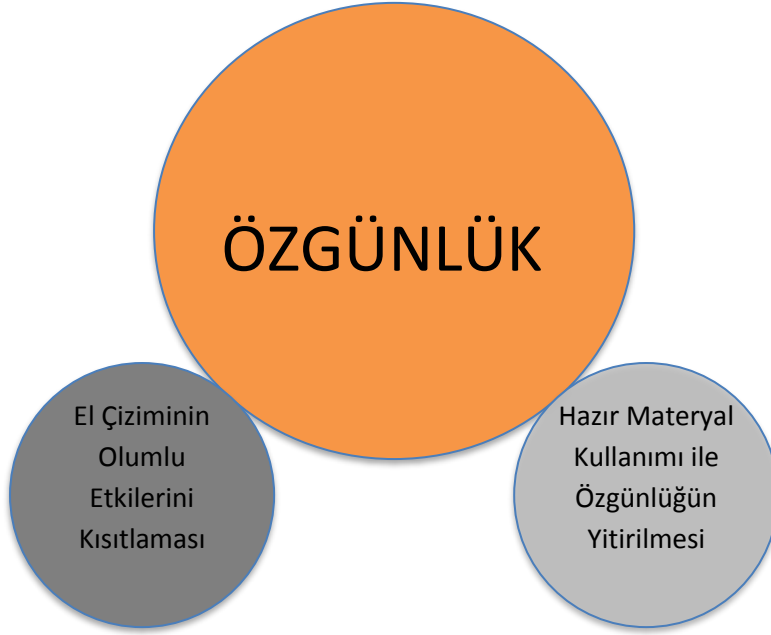 ÖZGÜNLÜK
El Çiziminin
Olumlu
Etkilerini
Kısıtlaması
Hazır Materyal
Kullanımı ile
Özgünlüğün
Yitirilmesi